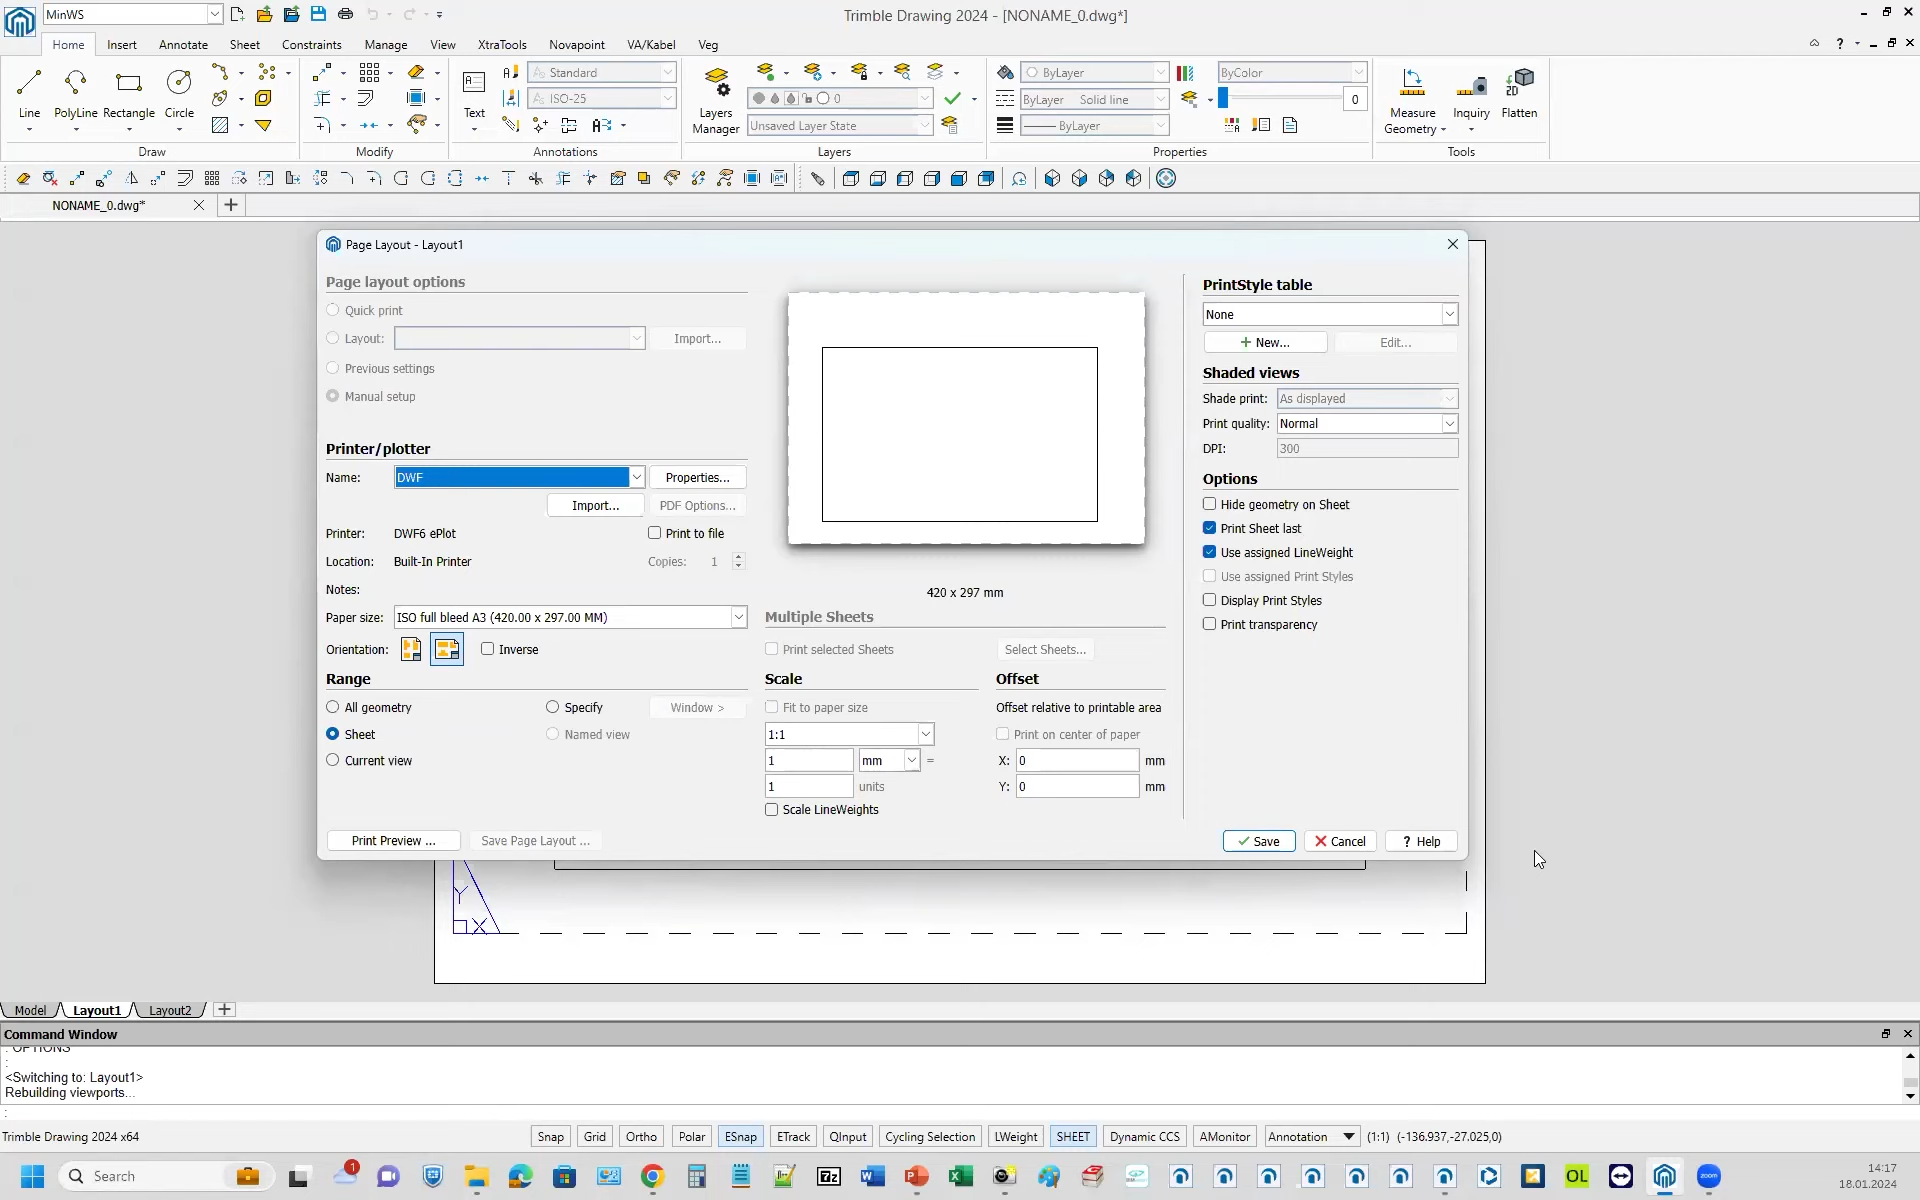 MinWS
Trimble Drawing 2024 - [NONAME_0.dwg*]
Home
Insert
Annotate
Sheet
Constraints
Manage
View
XtraTools
Novapoint
VA/Kabel
Veg
Line
PolyLine
Rectangle
Circle
Text
Standard
ISO-25
Layers
Manager
0
Unsaved Layer State
ByLayer
ByLayer Solid line
ByLayer
ByColor
0
Measure
Geometry
Inquiry
Flatten
Draw
Modify
Annotations
Layers
Properties
Tools
NONAME_0.dwg*
Page Layout - Layout1
Page layout options
Quick print
Layout:
Import...
Previous settings
Manual setup
Printer/plotter
Name:
DWF
Properties...
Import...
PDF Options...
Printer:
DWF6 ePlot
Print to file
Location:
Built-In Printer
Copies:
1
Notes:
Paper size:
ISO full bleed A3 (420.00 x 297.00 MM)
Orientation:
Inverse
Range
All geometry
Specify
Window >
Sheet
Named view
Current view
Print Preview ...
Save Page Layout ...
420 x 297 mm
Multiple Sheets
Print selected Sheets
Select Sheets...
Scale
Fit to paper size
1:1
1
mm
=
1
units
Scale LineWeights
Offset
Offset relative to printable area
Print on center of paper
X:
0
mm
Y:
0
mm
PrintStyle table
None
New...
Edit...
Shaded views
Shade print:
As displayed
Print quality:
Normal
DPI:
300
Options
Hide geometry on Sheet
Print Sheet last
Use assigned LineWeight
Use assigned Print Styles
Display Print Styles
Print transparency
Save
Cancel
? Help
Y
X
Model
Layout1
Layout2
Command Window
: OPTIONS
:
<Switching to: Layout1>
Rebuilding viewports...
:
Trimble Drawing 2024 x64
Snap
Grid
Ortho
Polar
ESnap
ETrack
QInput
Cycling Selection
LWeight
SHEET
Dynamic CCS
AMonitor
Annotation
(1:1)
(-136.937,-27.025,0)
Search
1
7z
OL
zoom
14:17
18.01.2024